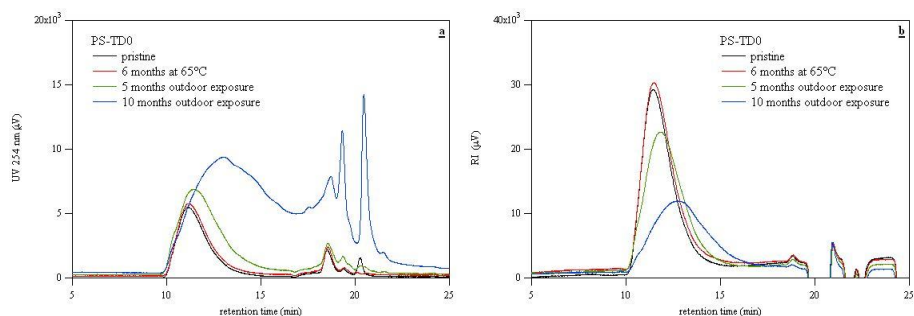 20x10³
a
PS-TD0
pristine
6 months at 65°C
5 months outdoor exposure
10 months outdoor exposure
15
10
5
0
UV 254 nm (µV)
5
10
15
20
25
retention time (min)
40x10³
b
PS-TD0
pristine
6 months at 65°C
5 months outdoor exposure
10 months outdoor exposure
30
20
10
0
RI (µV)
5
10
15
20
25
retention time (min)